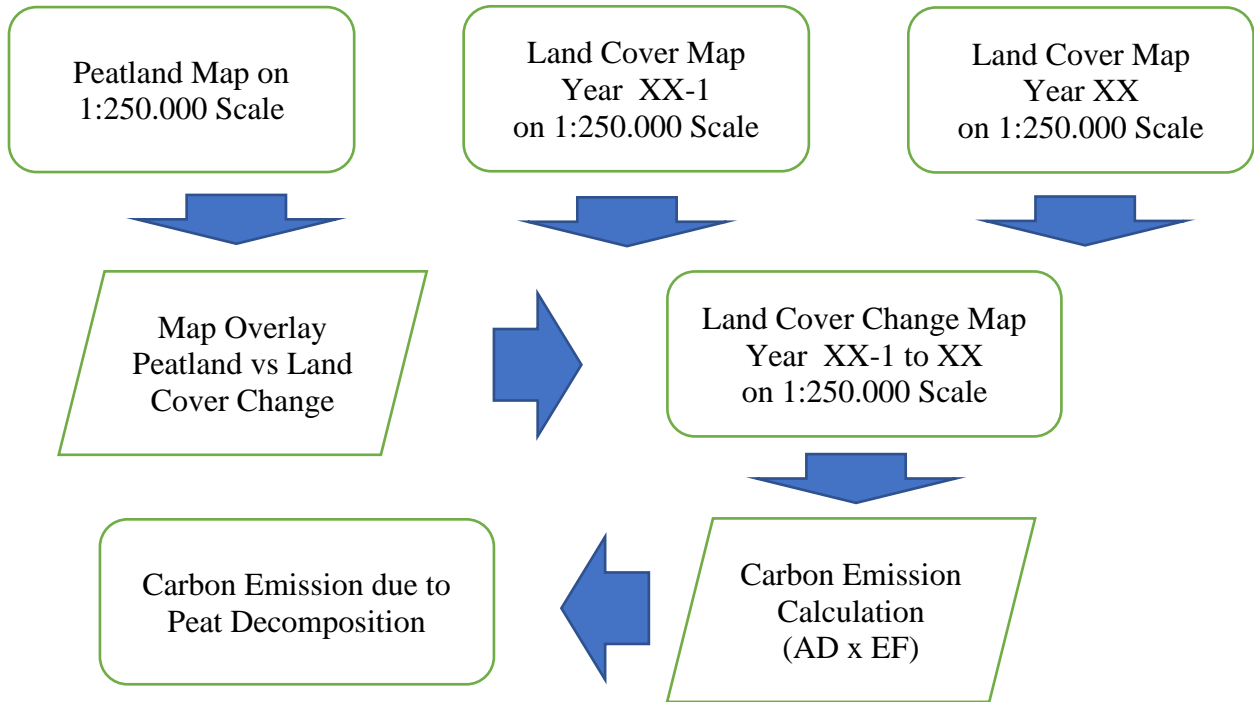 Peatland Map on
1:250.000 Scale
Land Cover Map
Year XX-1
on 1:250.000 Scale
Land Cover Map
Year XX
on 1:250.000 Scale
Map Overlay
Peatland vs Land
Cover Change
Land Cover Change Map
Year XX-1 to XX
on 1:250.000 Scale
Carbon Emission due to
Peat Decomposition
Carbon Emission
Calculation
(AD x EF)